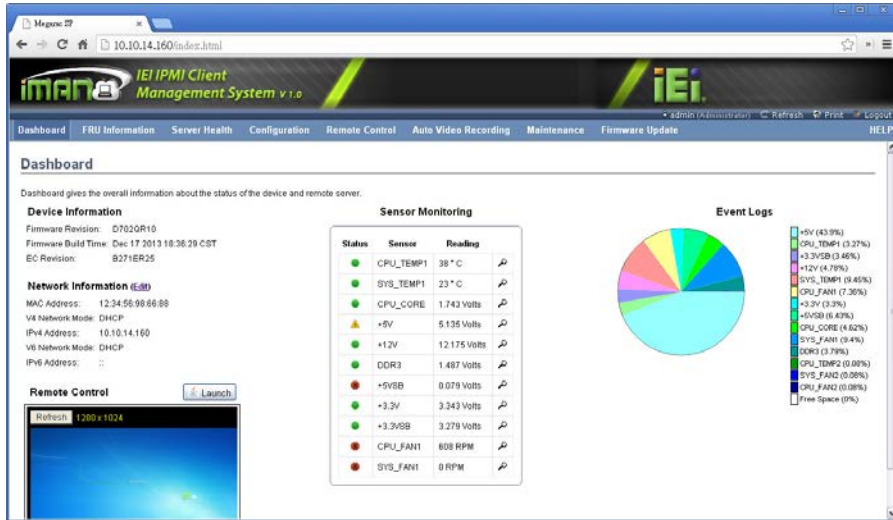 Megarac SP
10.10.14.160/index.html
iMAN
IEI IPMI Client
Management System v 1.0
iEi
admin (Administrator) Refresh Print Logout
Dashboard FRU Information Server Health Configuration Remote Control Auto Video Recording Maintenance Firmware Update HELP
Dashboard
Dashboard gives the overall information about the status of the device and remote server.
Device Information
Firmware Revision: D702QR10
Firmware Build Time: Dec 17 2013 18:36:29 CST
EC Revision: B271ER25
Network Information (Edit)
MAC Address: 12:34:56:98:66:88
V4 Network Mode: DHCP
IPv4 Address: 10.10.14.160
V6 Network Mode: DHCP
IPv6 Address: ::
Remote Control Launch
Refresh 1280 x 1024
Sensor Monitoring
Status Sensor Reading
CPU_TEMP1 38 ° C
SYS_TEMP1 23 ° C
CPU_CORE 1.743 Volts
+5V 5.135 Volts
+12V 12.175 Volts
DDR3 1.487 Volts
+5VSB 0.079 Volts
+3.3V 3.343 Volts
+3.3VSB 3.279 Volts
CPU_FAN1 608 RPM
SYS_FAN1 0 RPM
Event Logs
+5V (43.9%)
CPU_TEMP1 (3.27%)
+3.3VSB (3.46%)
+12V (4.78%)
SYS_TEMP1 (9.45%)
CPU_FAN1 (7.36%)
+3.3V (3.3%)
+5VSB (6.43%)
CPU_CORE (4.62%)
SYS_FAN1 (9.4%)
DDR3 (3.79%)
CPU_TEMP2 (0.08%)
SYS_FAN2 (0.08%)
CPU_FAN2 (0.08%)
Free Space (0%)